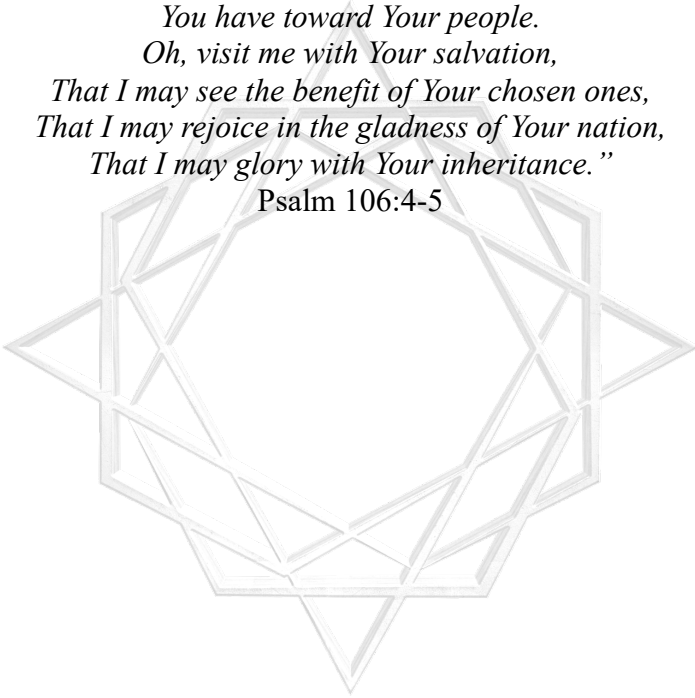 You have toward Your people.
Oh, visit me with Your salvation,
That I may see the benefit of Your chosen ones,
That I may rejoice in the gladness of Your nation,
That I may glory with Your inheritance.”
Psalm 106:4-5